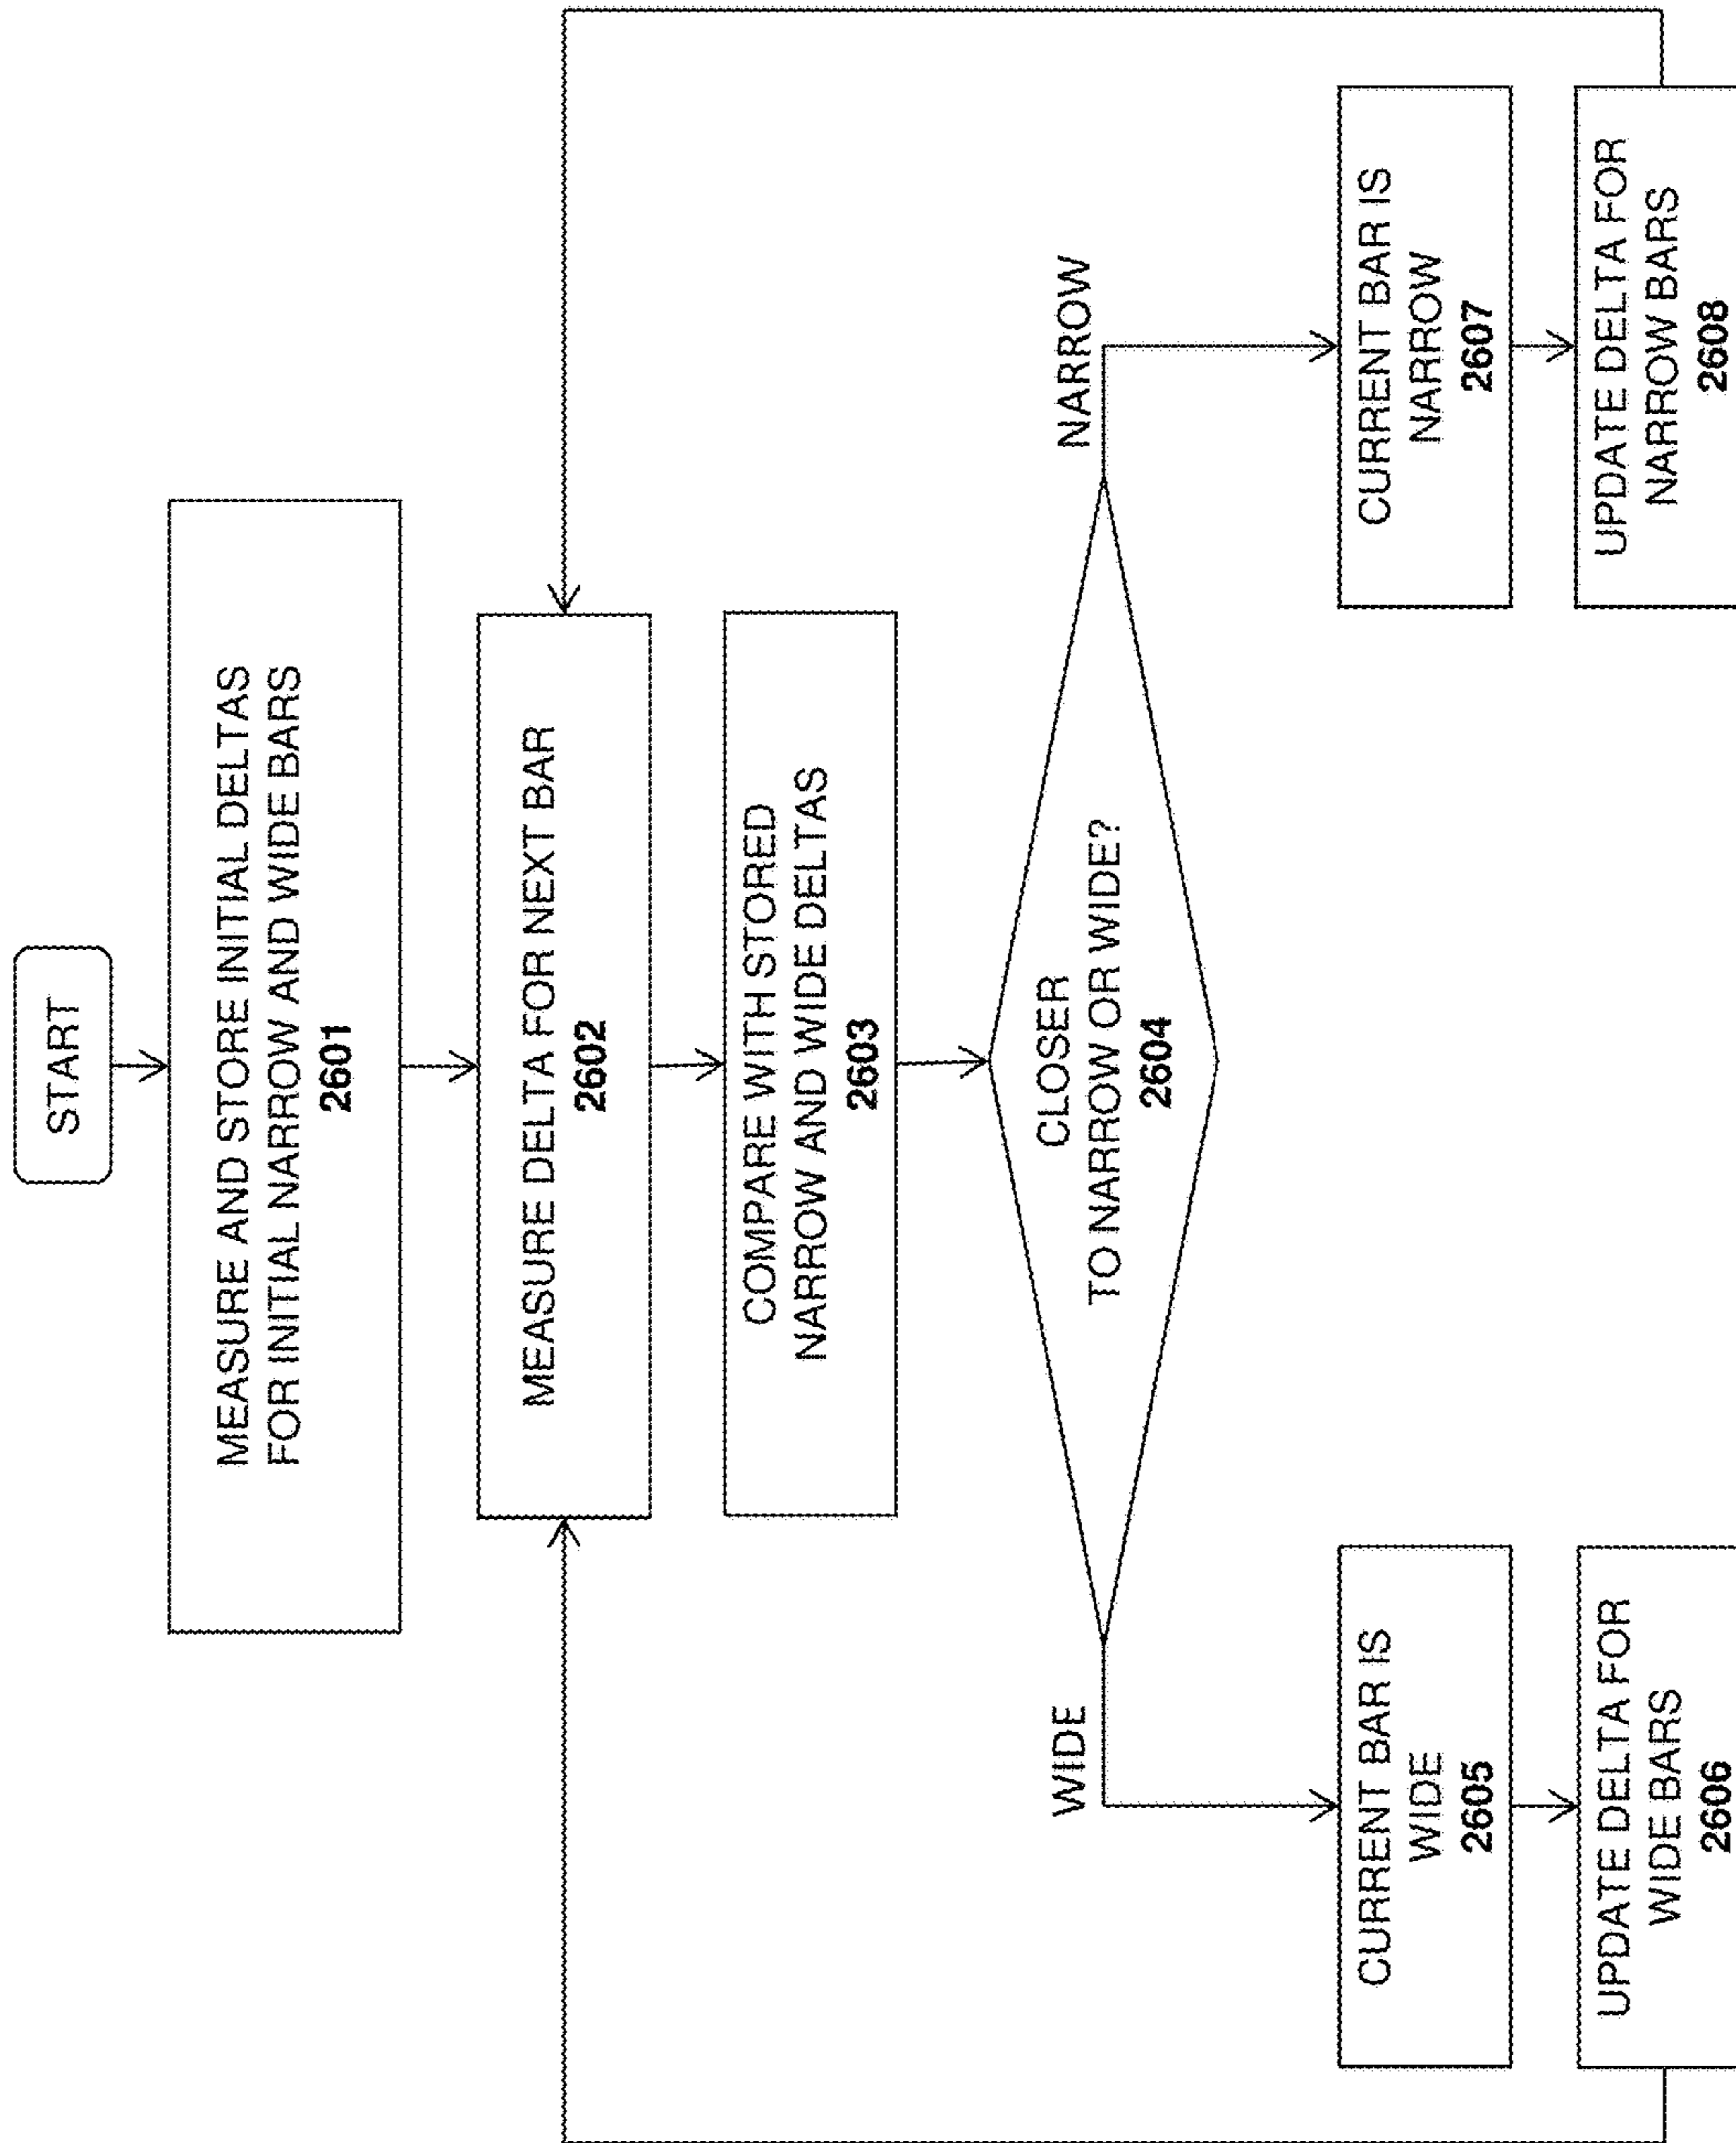 START
MEASURE AND STORE INITIAL DELTAS
FOR INITIAL NARROW AND WIDE BARS
2601
MEASURE DELTA FOR NEXT BAR
2602
COMPARE WITH STORED
NARROW AND WIDE DELTAS
2603
CLOSER
TO NARROW OR WIDE?
2604
WIDE
NARROW
CURRENT BAR IS
WIDE
2605
CURRENT BAR IS
NARROW
2607
UPDATE DELTA FOR
WIDE BARS
2606
UPDATE DELTA FOR
NARROW BARS
2608